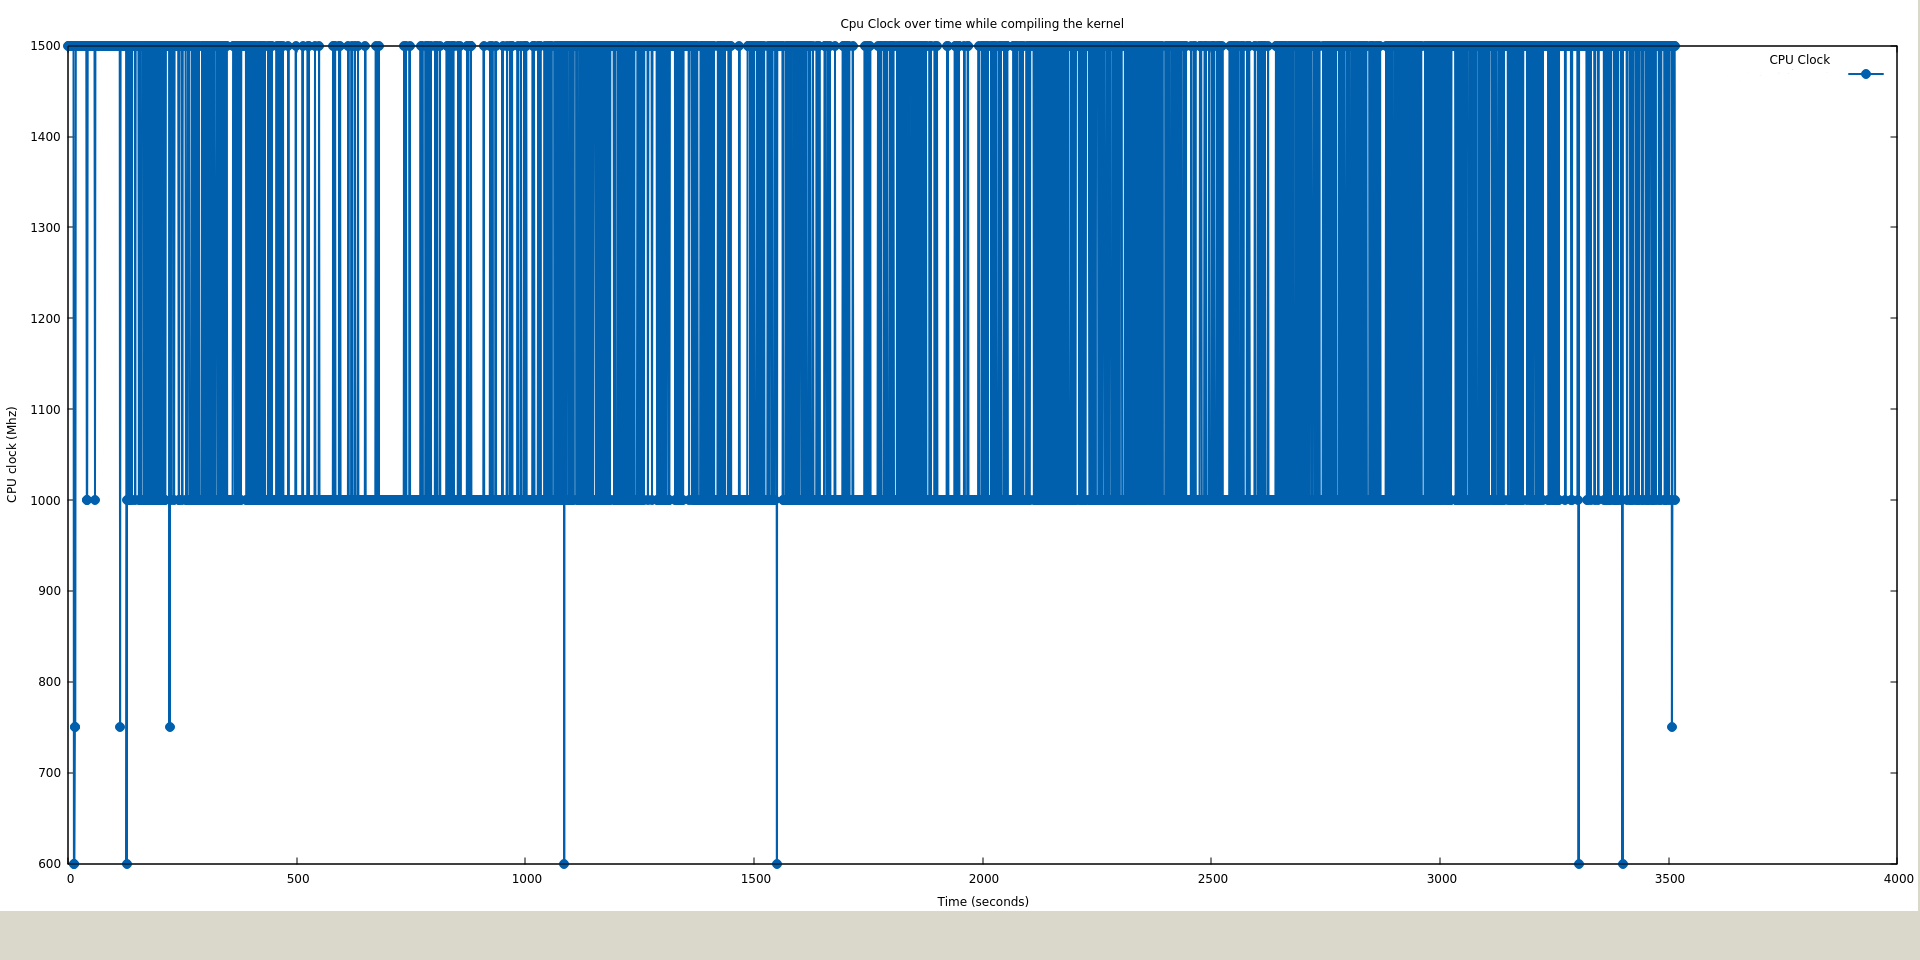 Cpu Clock over time while compiling the kernel
CPU Clock
1500
1400
1300
1200
1100
1000
900
800
700
600
CPU clock (Mhz)
0 500 1000 1500 2000 2500 3000 3500 4000
Time (seconds)